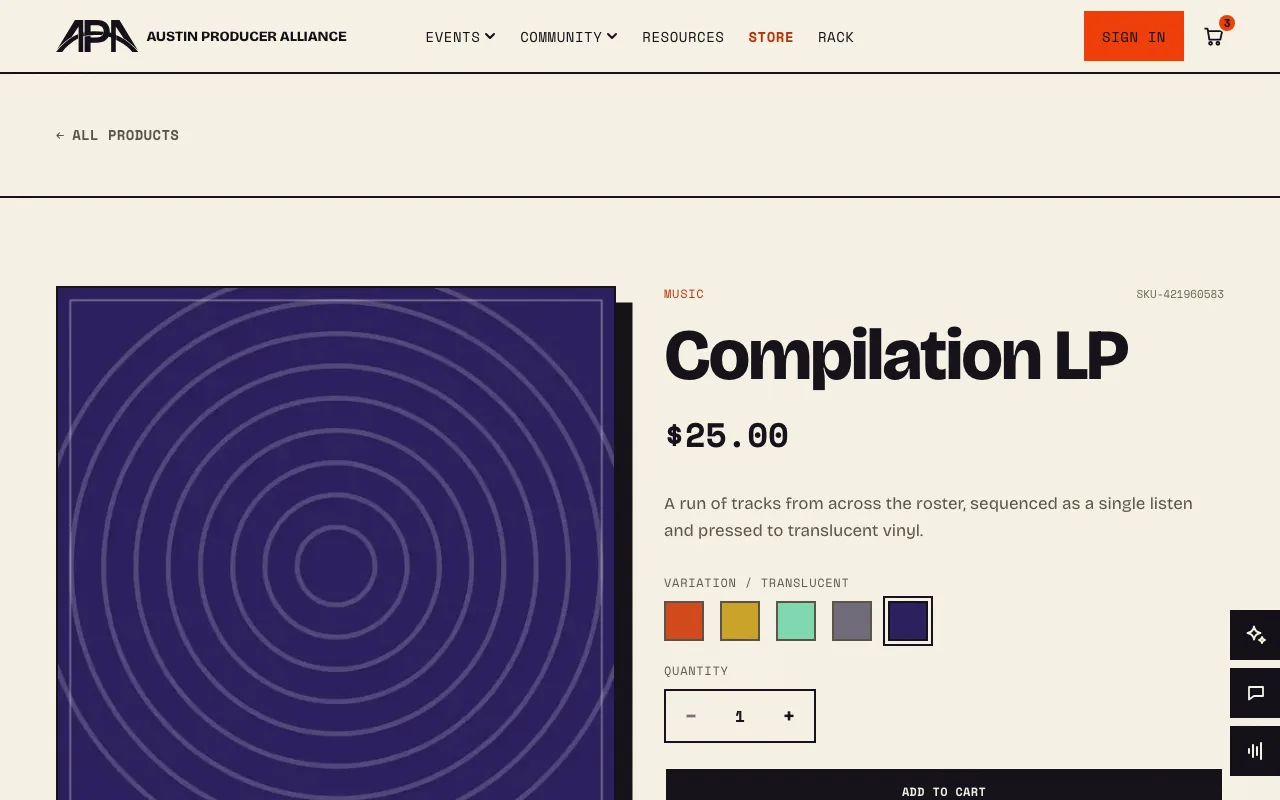 APA AUSTIN PRODUCER ALLIANCE EVENTS COMMUNITY RESOURCES STORE RACK SIGN IN 3
← ALL PRODUCTS
MUSIC SKU-421960583
Compilation LP
$25.00
A run of tracks from across the roster, sequenced as a single listen
and pressed to translucent vinyl.
VARIATION / TRANSLUCENT
QUANTITY
− 1 +
ADD TO CART